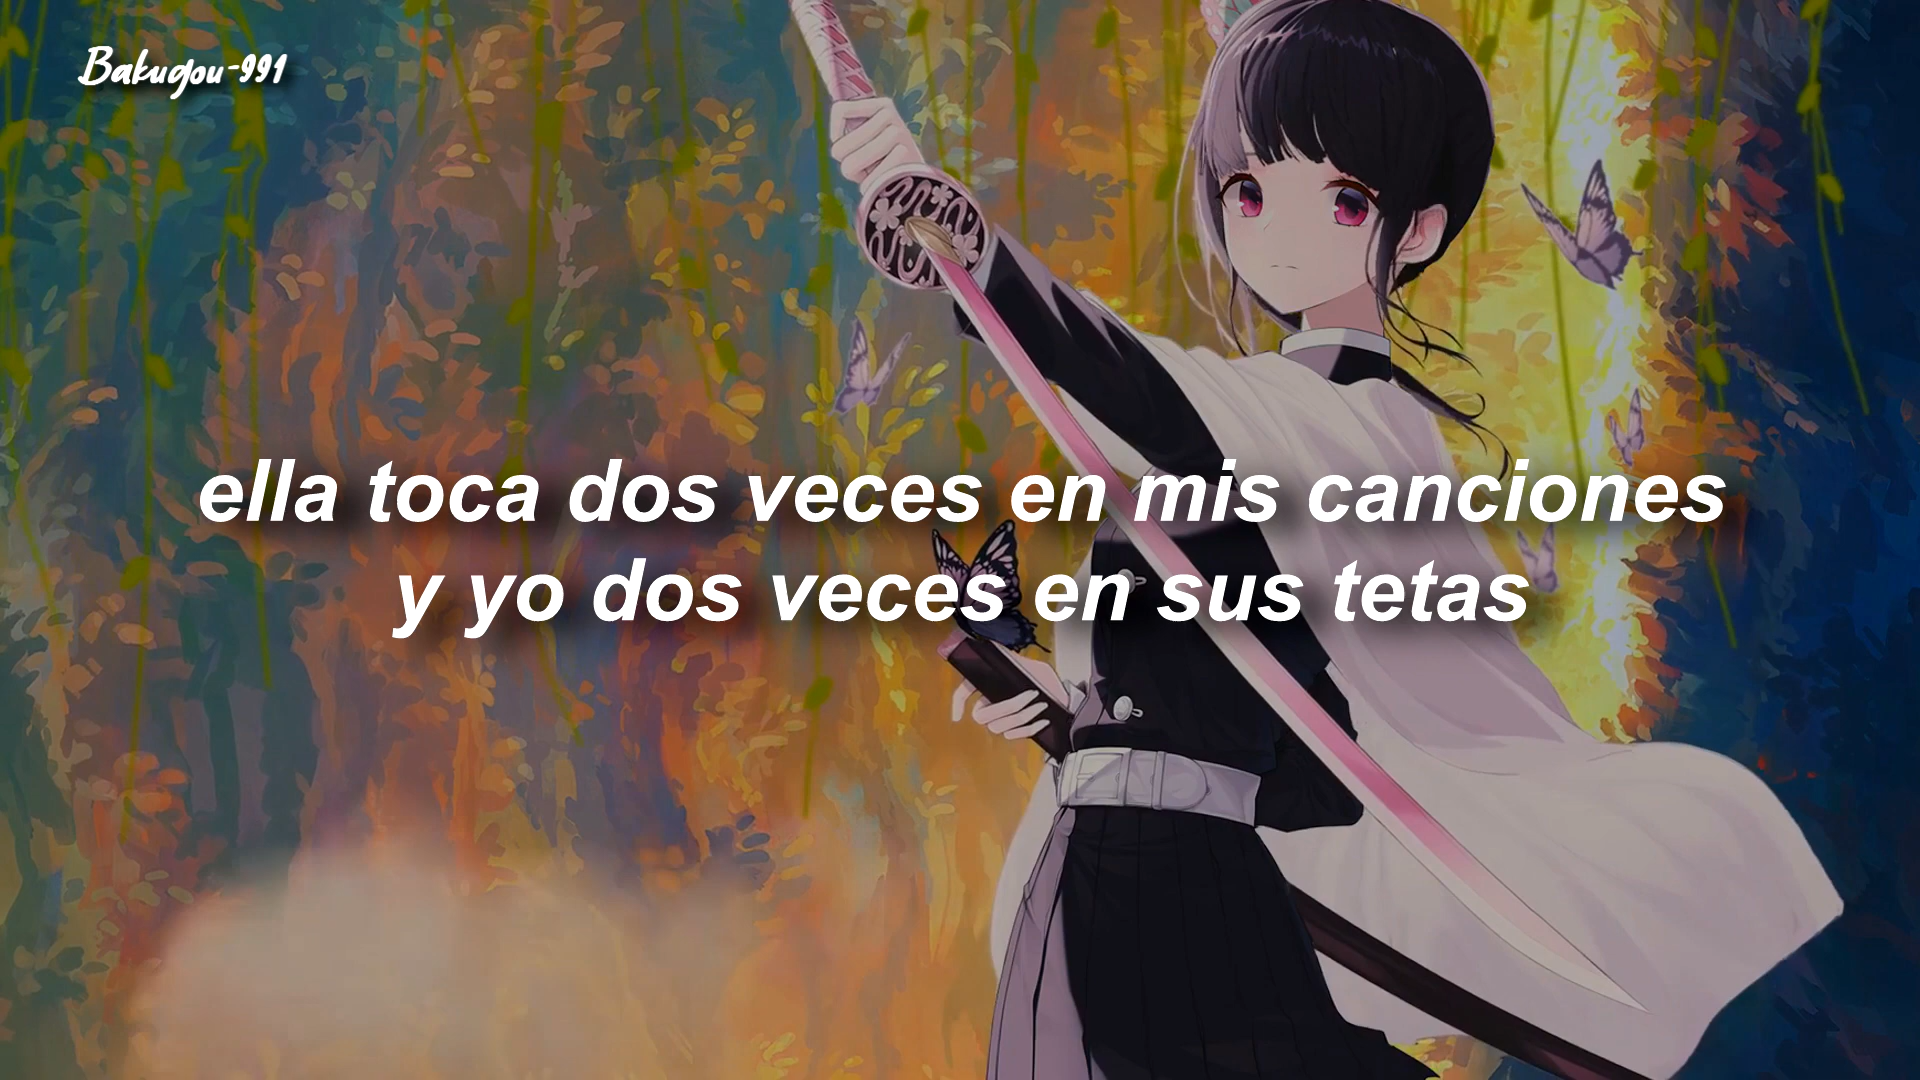 Bakugou-991
ella toca dos veces en mis canciones
y yo dos veces en sus tetas